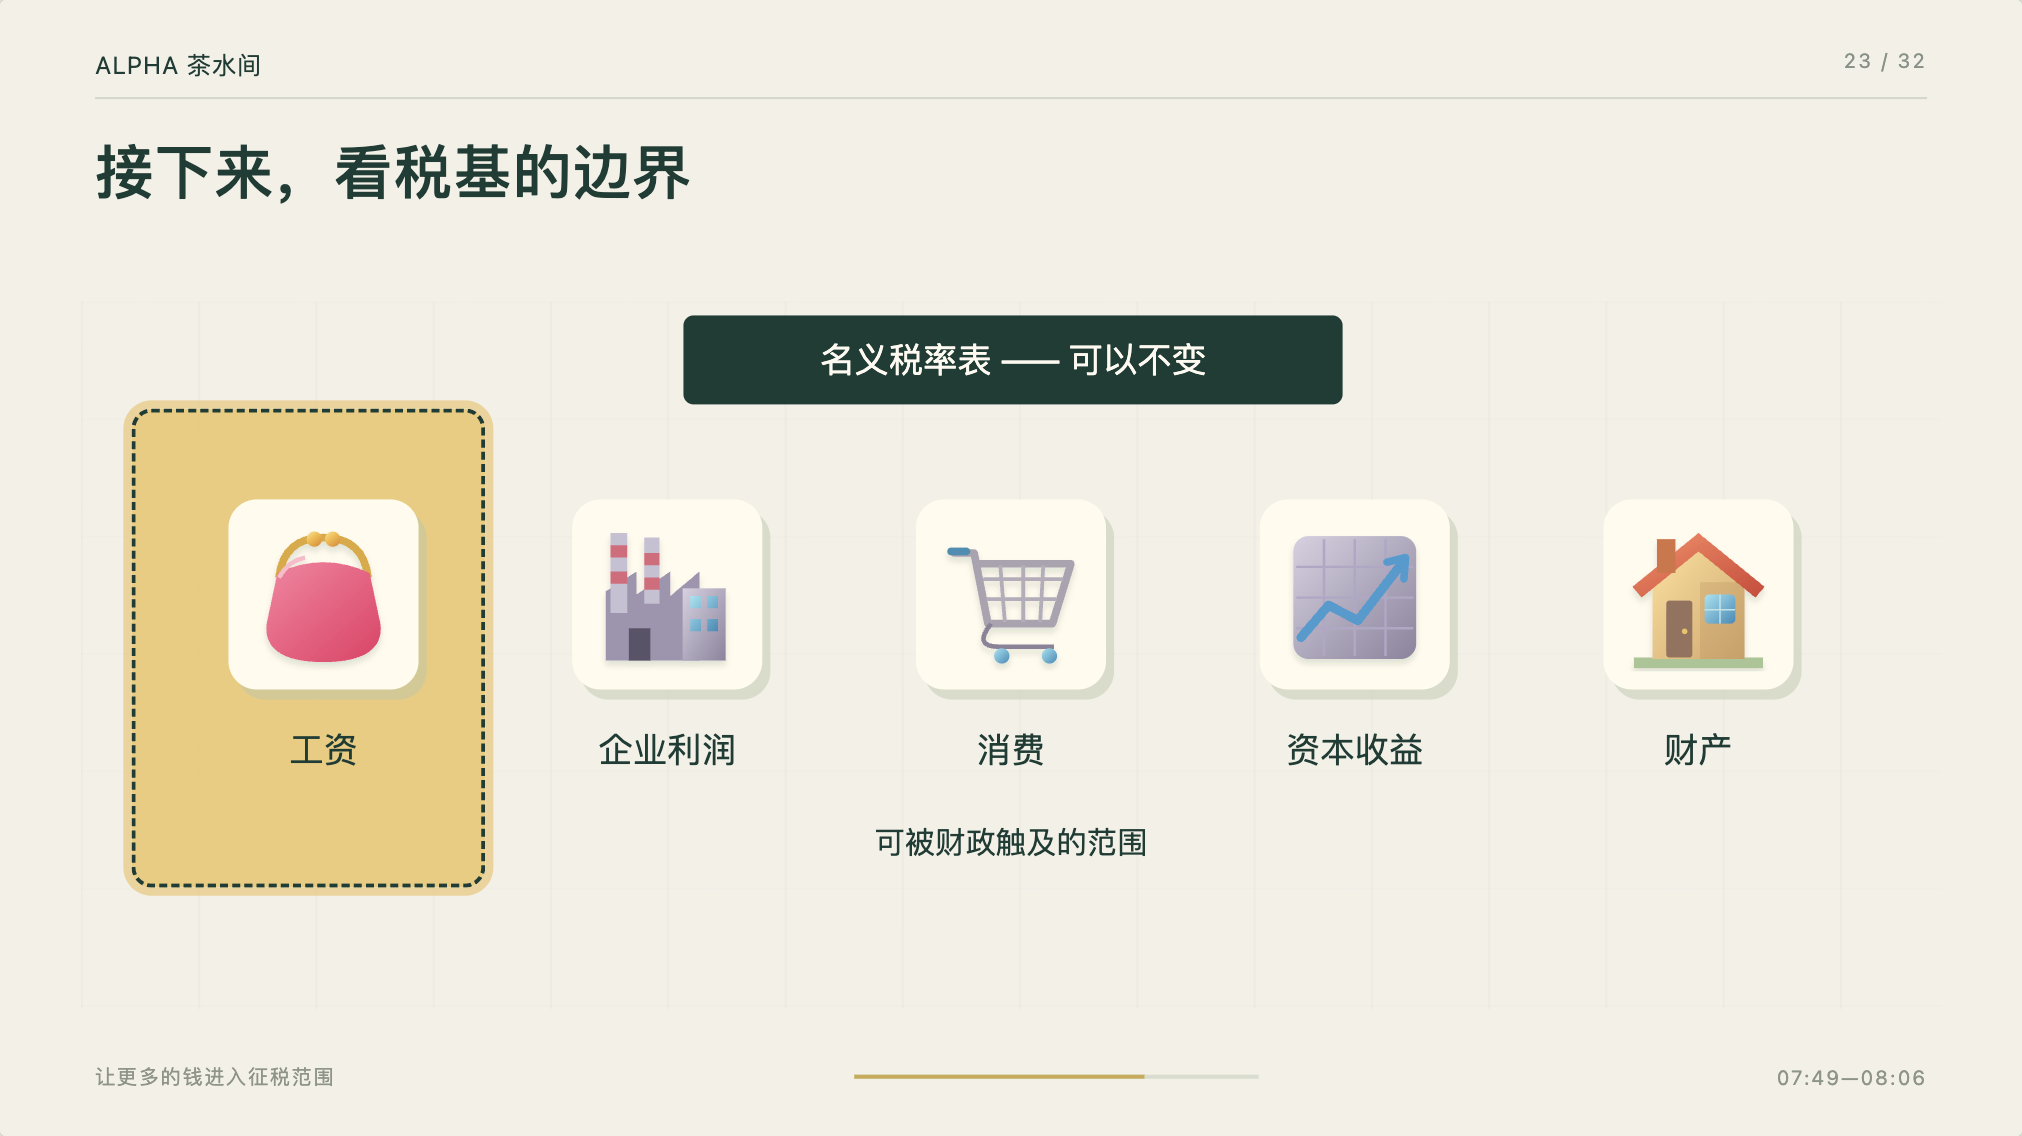 ALPHA 茶水间
23 / 32
接下来，看税基的边界
名义税率表 —— 可以不变
工资
企业利润
消费
资本收益
财产
可被财政触及的范围
让更多的钱进入征税范围
07:49—08:06